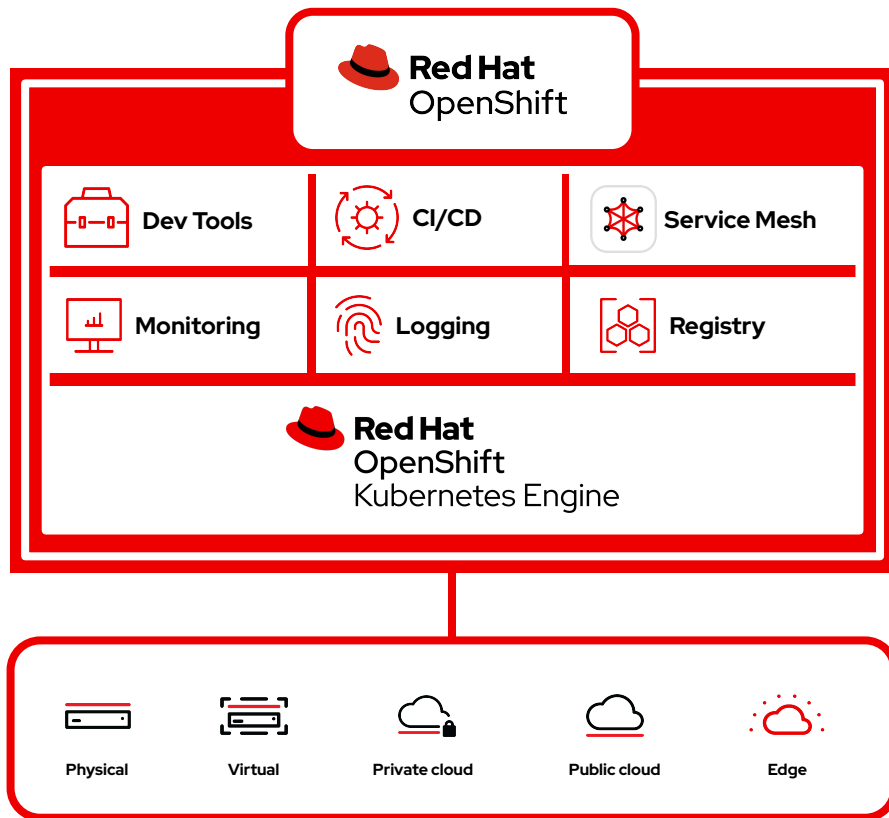 Red Hat
OpenShift
Dev Tools
CI/CD
Service Mesh
Monitoring
Logging
Registry
Red Hat
OpenShift
Kubernetes Engine
Physical
Virtual
Private cloud
Public cloud
Edge